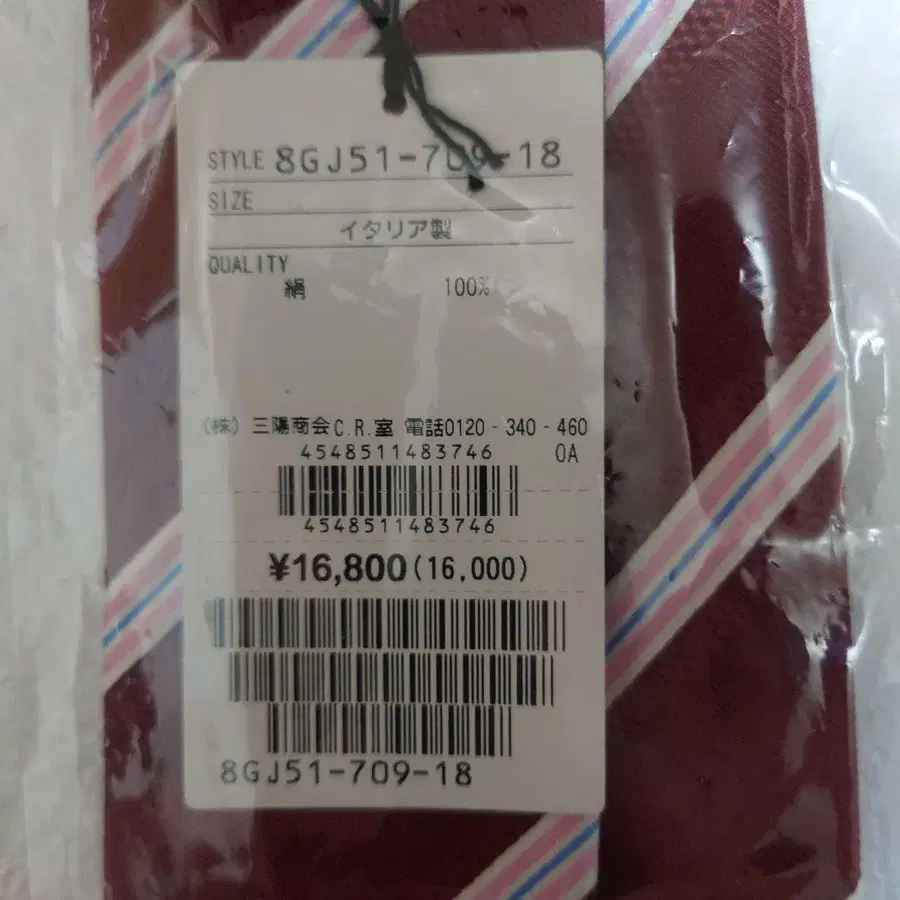 STYLE 8GJ51-709-18
SIZE
イタリア製
QUALITY
絹 100%
(株) 三陽商会C.R.室 電話0120-340-460
4548511483746 0A
4548511483746
¥16,800(16,000)
8GJ51-709-18